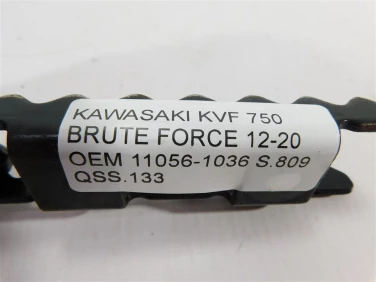 KAWASAKI KVF 750
BRUTE FORCE 12-20
OEM 11056-1036 S.809
QSS.133